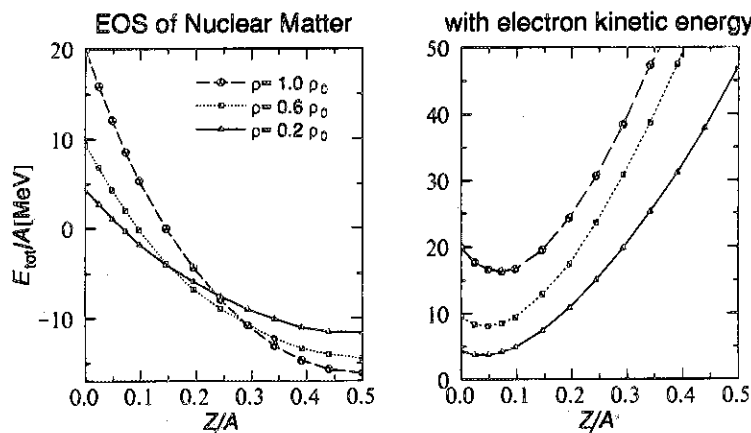 EOS of Nuclear Matter
with electron kinetic energy
E_tot/A[MeV]
20
10
0
−10
ρ= 1.0 ρ₀
ρ= 0.6 ρ₀
ρ= 0.2 ρ₀
0.0 0.1 0.2 0.3 0.4 0.5
Z/A
50
40
30
20
10
0
0.0 0.1 0.2 0.3 0.4 0.5
Z/A